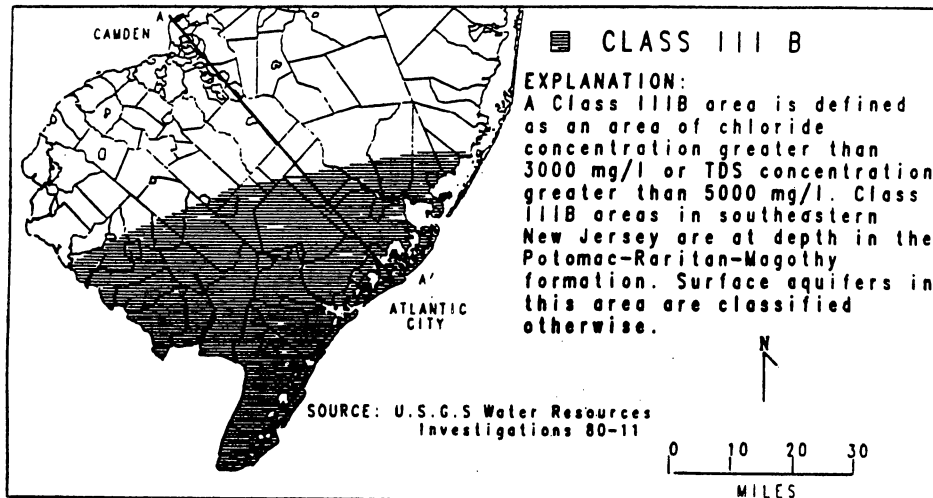 A
CAMDEN
CLASS III B
EXPLANATION:
A Class IIIB area is defined
as an area of chloride
concentration greater than
3000 mg/l or TDS concentration
greater than 5000 mg/l. Class
IIIB areas in southeastern
New Jersey are at depth in the
Potomac-Raritan-Magothy
formation. Surface aquifers in
this area are classified
otherwise.
A'
ATLANTIC
CITY
N
SOURCE: U.S.G.S Water Resources
Investigations 80-11
0 10 20 30
MILES